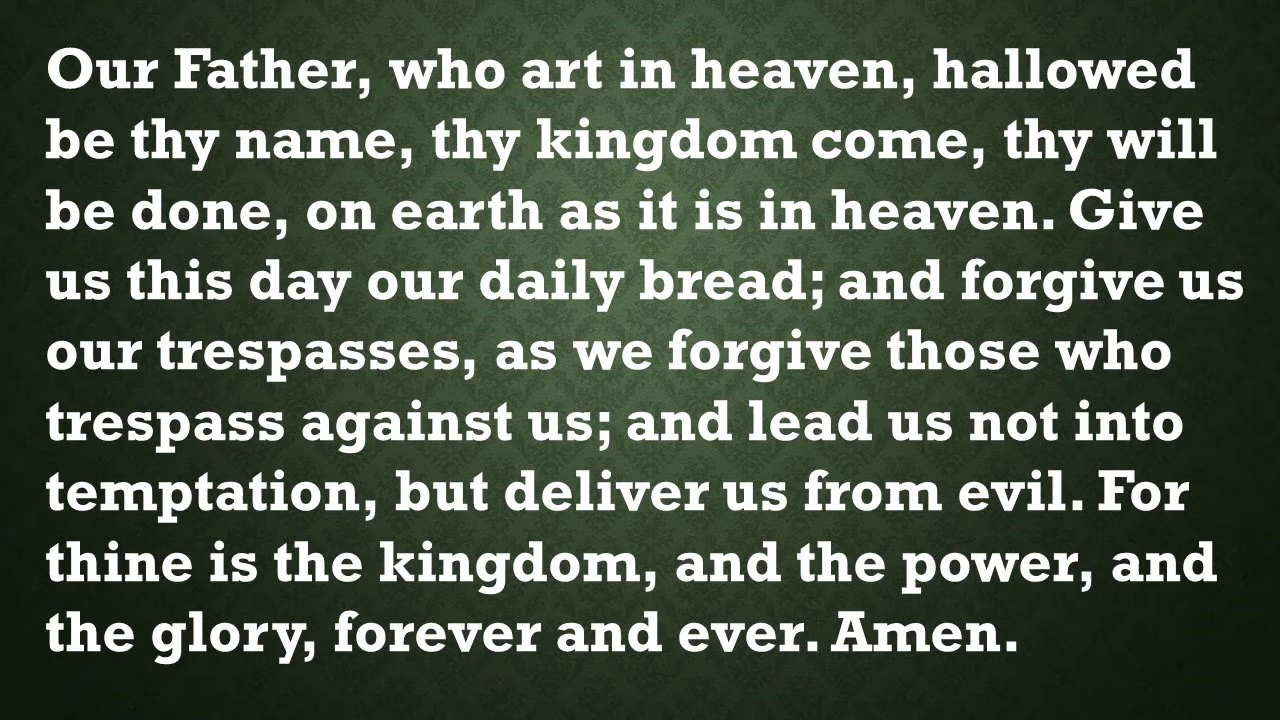 Our Father, who art in heaven, hallowed
be thy name, thy kingdom come, thy will
be done, on earth as it is in heaven. Give
us this day our daily bread; and forgive us
our trespasses, as we forgive those who
trespass against us; and lead us not into
temptation, but deliver us from evil. For
thine is the kingdom, and the power, and
the glory, forever and ever. Amen.